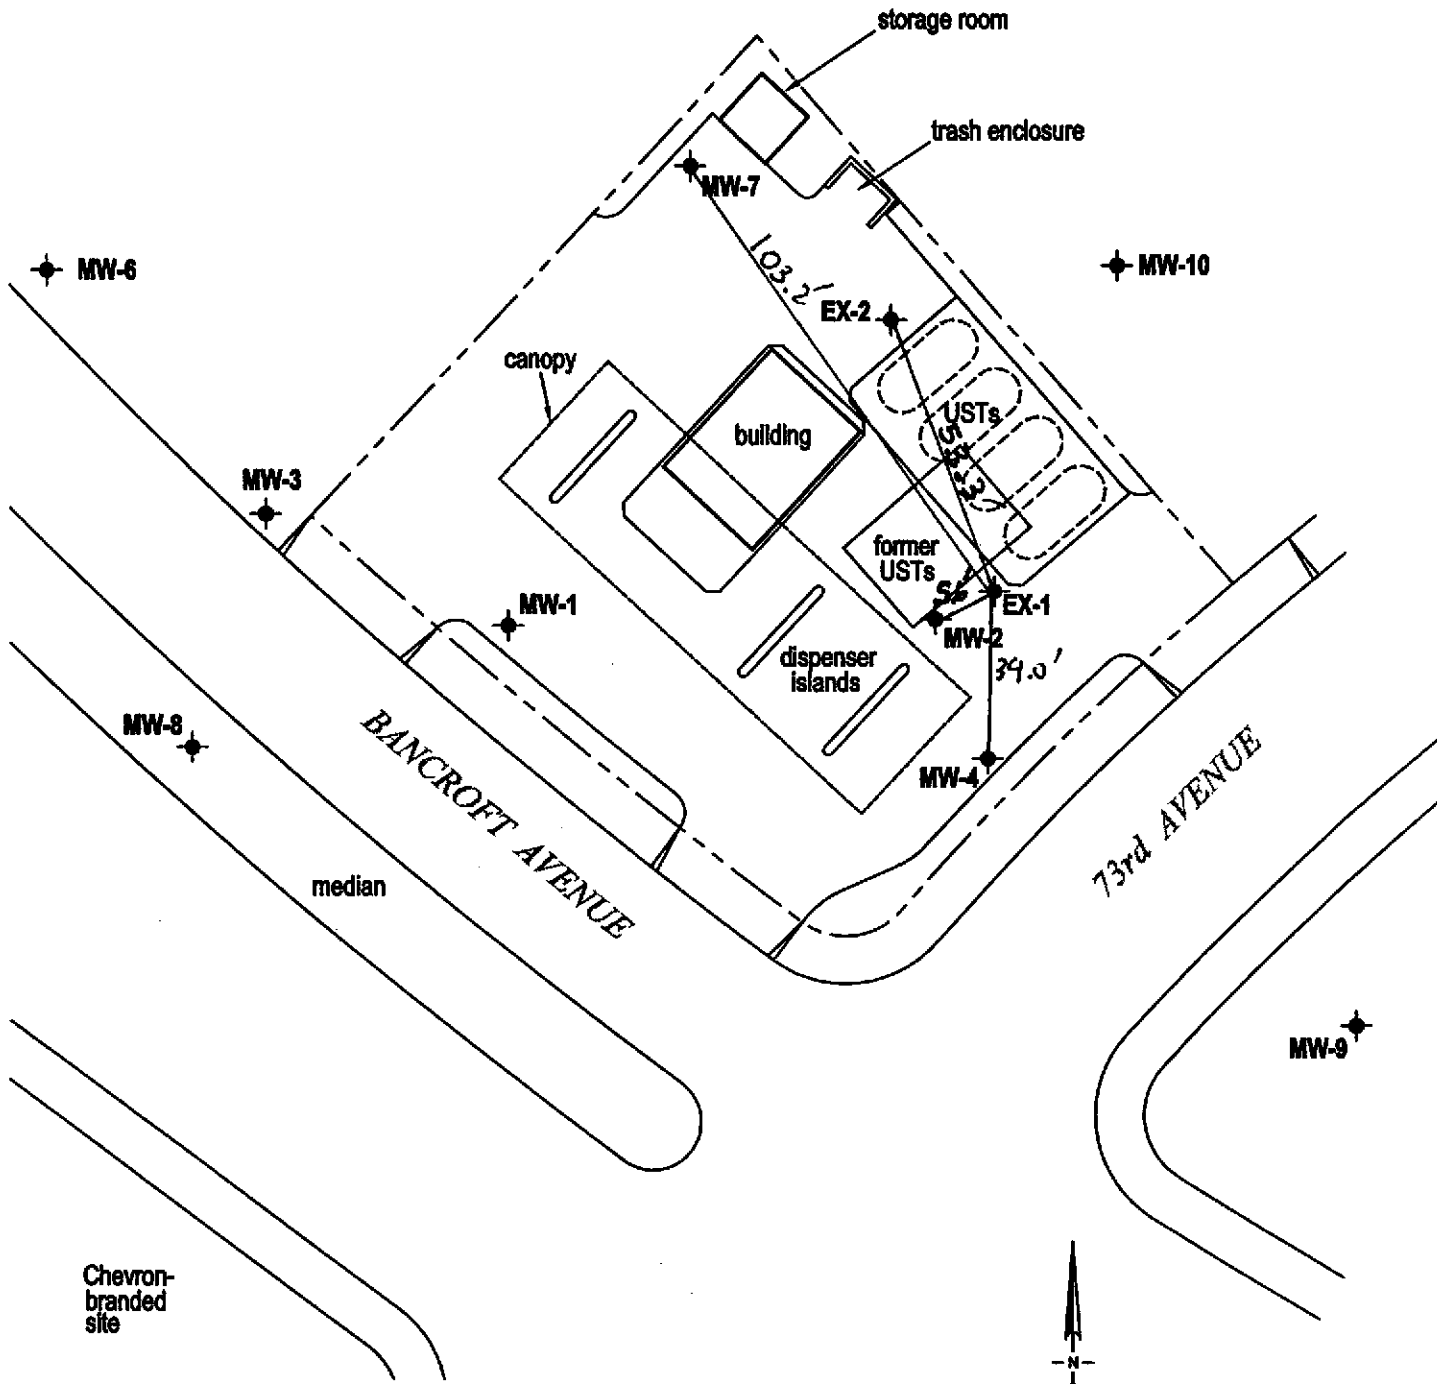 storage room
trash enclosure
MW-7
103.2'
MW-6
MW-10
EX-2
canopy
USTs
building
MW-3
former
USTs
EX-1
MW-1
MW-2
dispenser
islands
MW-4
MW-8
BANCROFT AVENUE
73rd AVENUE
median
MW-9
Chevron-
branded
site
N